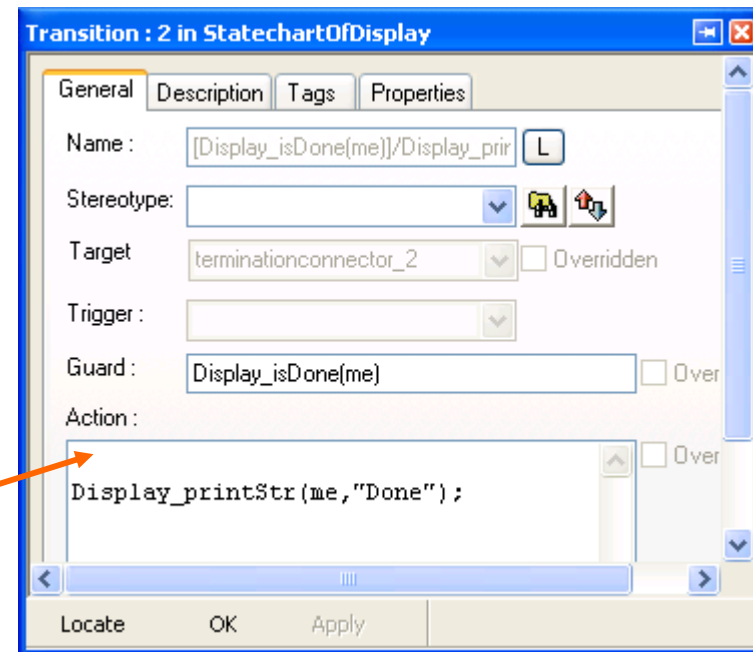 Transition : 2 in StatechartOfDisplay
General Description Tags Properties
Name : [Display_isDone(me)]/Display_prir L
Stereotype:
Target terminationconnector_2 Overridden
Trigger :
Guard : Display_isDone(me) Over
Action :
Over
Display_printStr(me,"Done");
Locate OK Apply